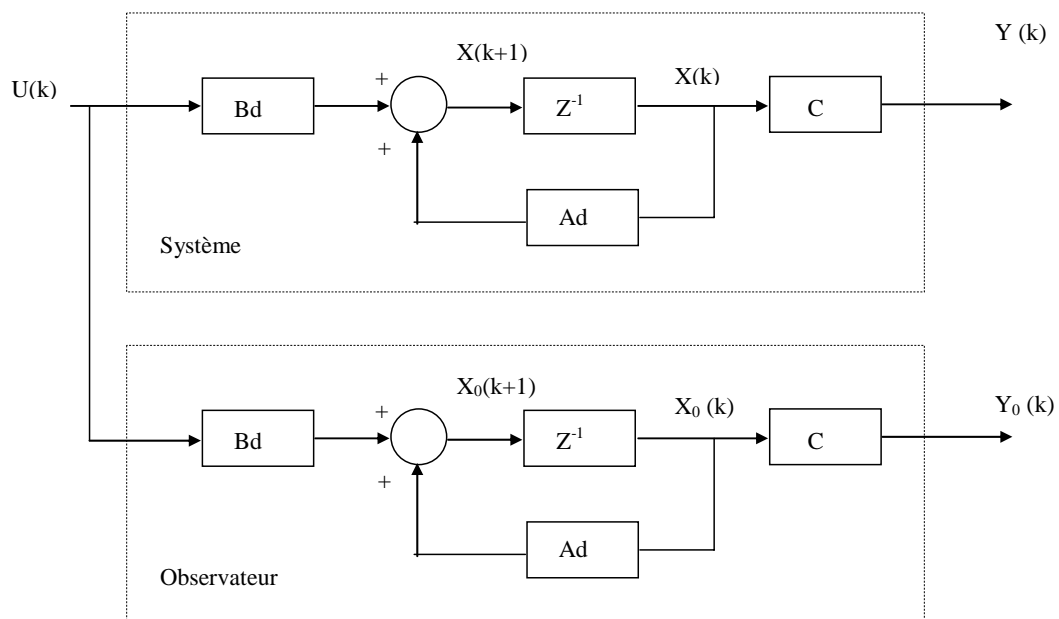 Y (k)
X(k+1)
X(k)
U(k)
+
Bd
Z-1
C
+
Ad
Système
X0(k+1)
X0 (k)
Y0 (k)
+
Bd
Z-1
C
+
Ad
Observateur